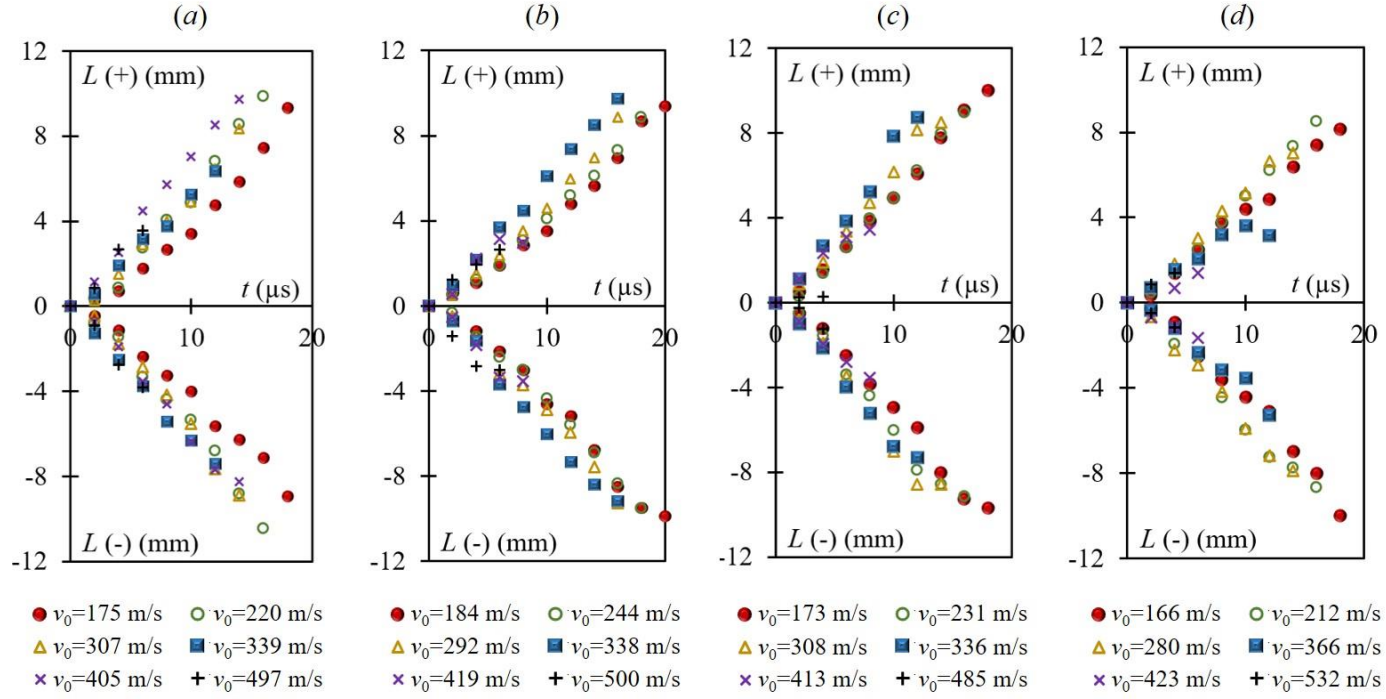 (a) (b) (c) (d)
12 12 12 12
L (+) (mm) L (+) (mm) L (+) (mm) L (+) (mm)
8 8 8 8
4 4 4 4
t (µs) t (µs) t (µs) t (µs)
0 0 0 0
0 10 20 0 10 20 0 10 20 0 10 20
-4 -4 -4 -4
-8 -8 -8 -8
L (-) (mm) L (-) (mm) L (-) (mm) L (-) (mm)
-12 -12 -12 -12
v0=175 m/s v0=220 m/s v0=184 m/s v0=244 m/s v0=173 m/s v0=231 m/s v0=166 m/s v0=212 m/s
v0=307 m/s v0=339 m/s v0=292 m/s v0=338 m/s v0=308 m/s v0=336 m/s v0=280 m/s v0=366 m/s
v0=405 m/s v0=497 m/s v0=419 m/s v0=500 m/s v0=413 m/s v0=485 m/s v0=423 m/s v0=532 m/s